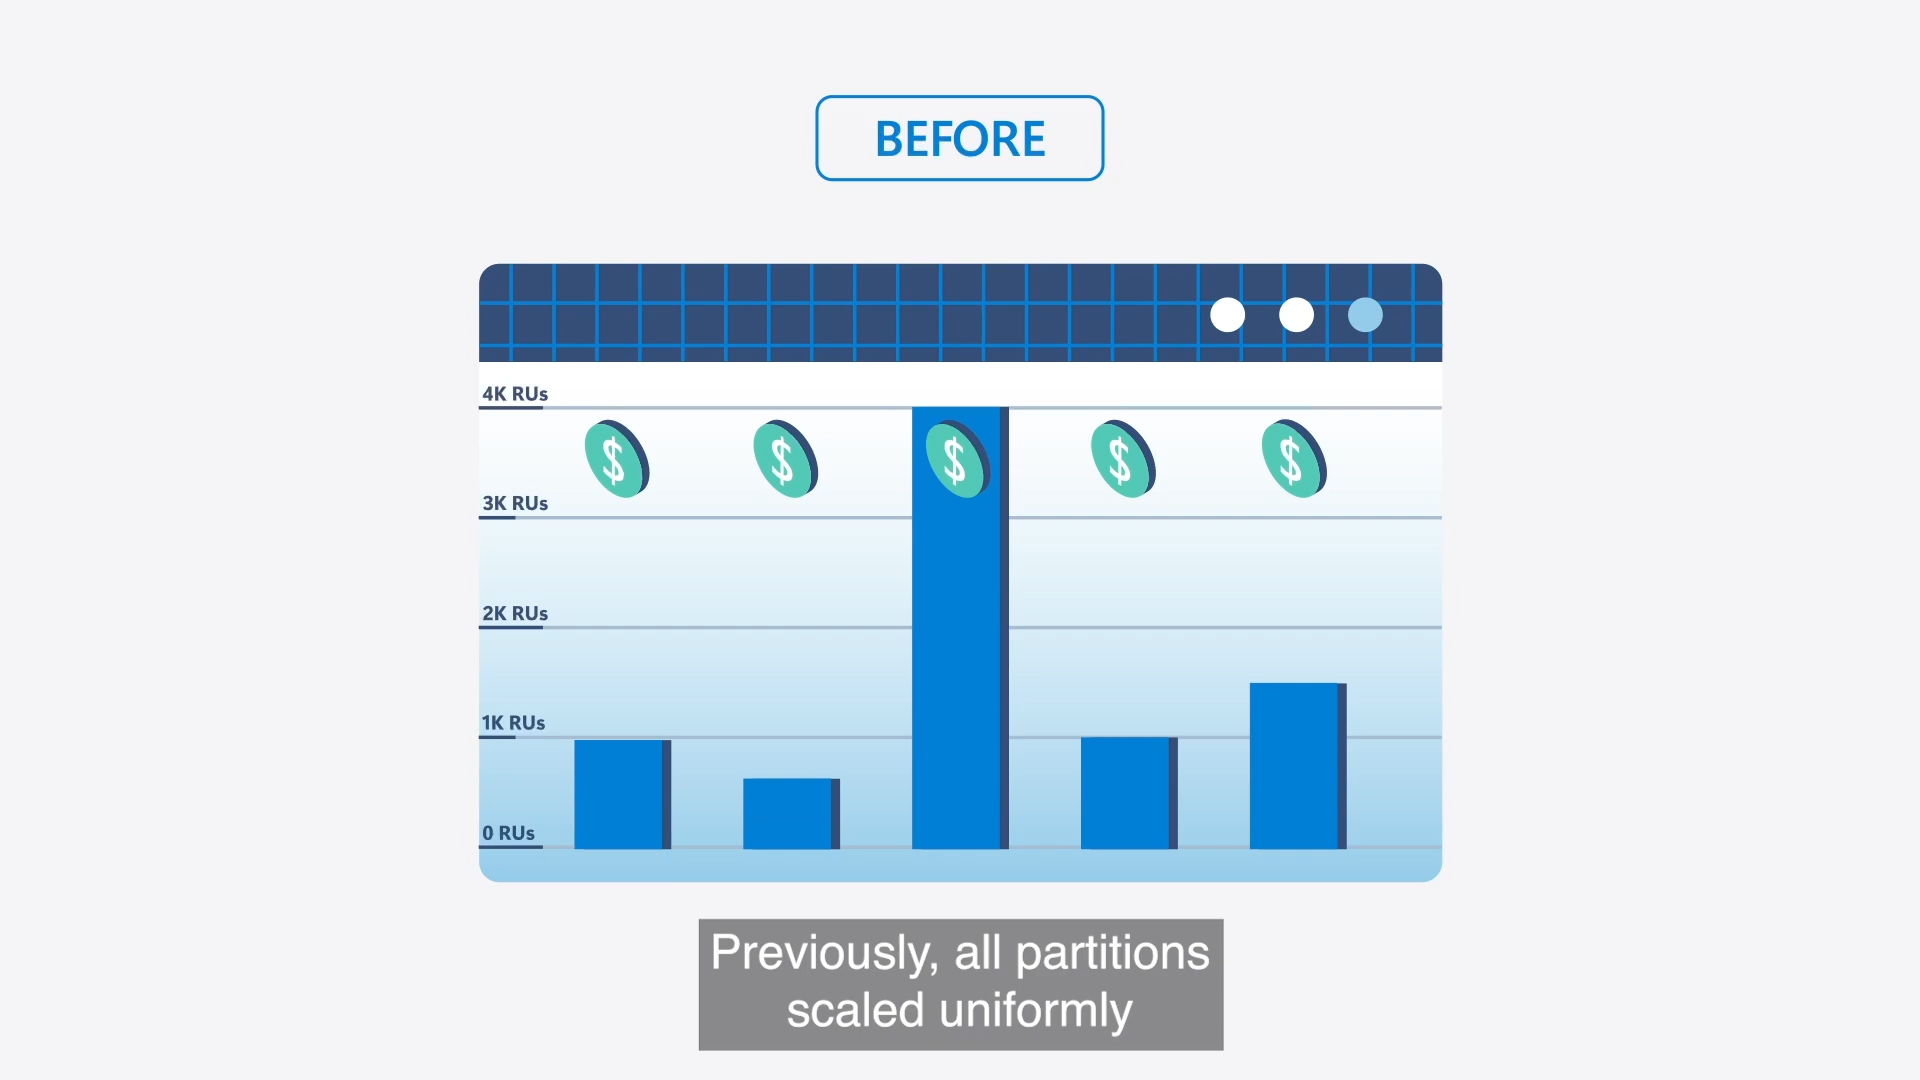 BEFORE
4K RUs
$ $ $ $ $
3K RUs
2K RUs
1K RUs
0 RUs
Previously, all partitions
scaled uniformly